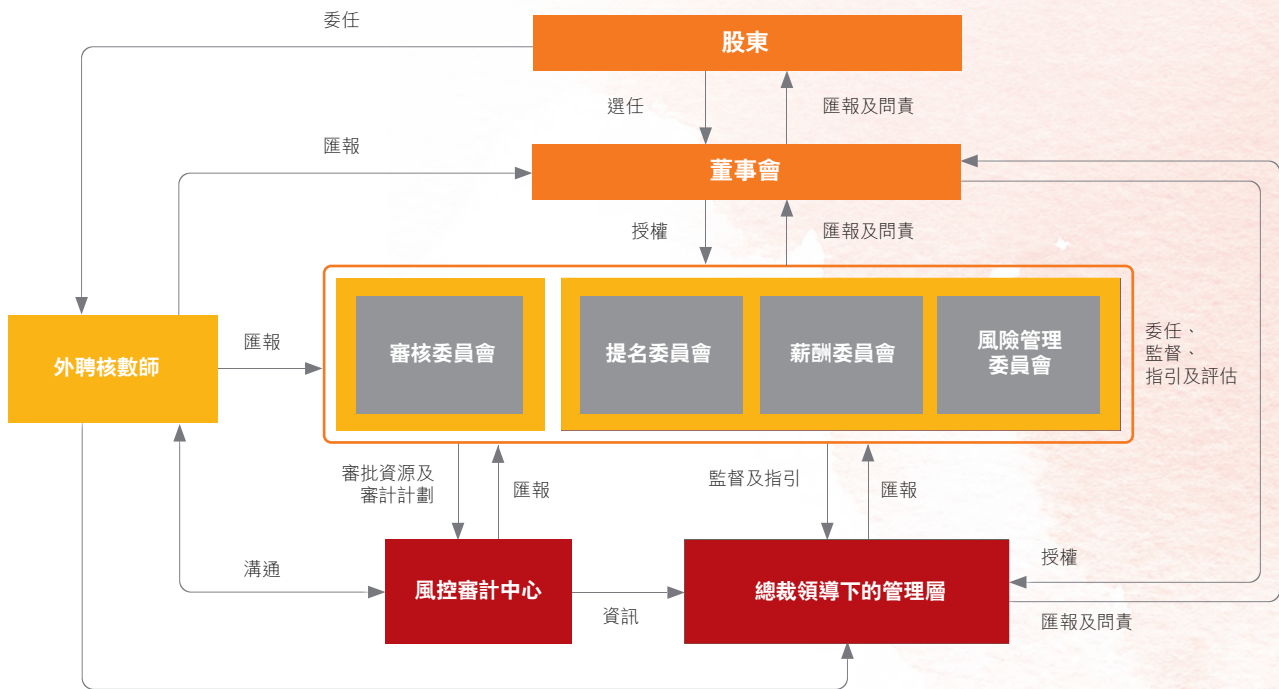 委任
股東
選任
匯報及問責
匯報
董事會
授權
匯報及問責
外聘核數師
匯報
審核委員會
提名委員會
薪酬委員會
風險管理
委員會
委任、
監督、
指引及評估
審批資源及
審計計劃
匯報
監督及指引
匯報
溝通
風控審計中心
資訊
總裁領導下的管理層
授權
匯報及問責